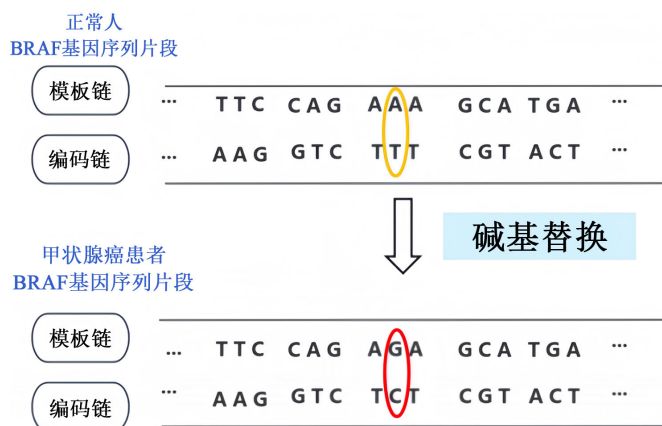 正常人
BRAF基因序列片段
模板链 ... TTC CAG AAA GCA TGA ...
编码链 ... AAG GTC TTT CGT ACT ...
碱基替换
甲状腺癌患者
BRAF基因序列片段
模板链 ... TTC CAG AGA GCA TGA ...
编码链 ... AAG GTC TCT CGT ACT ...